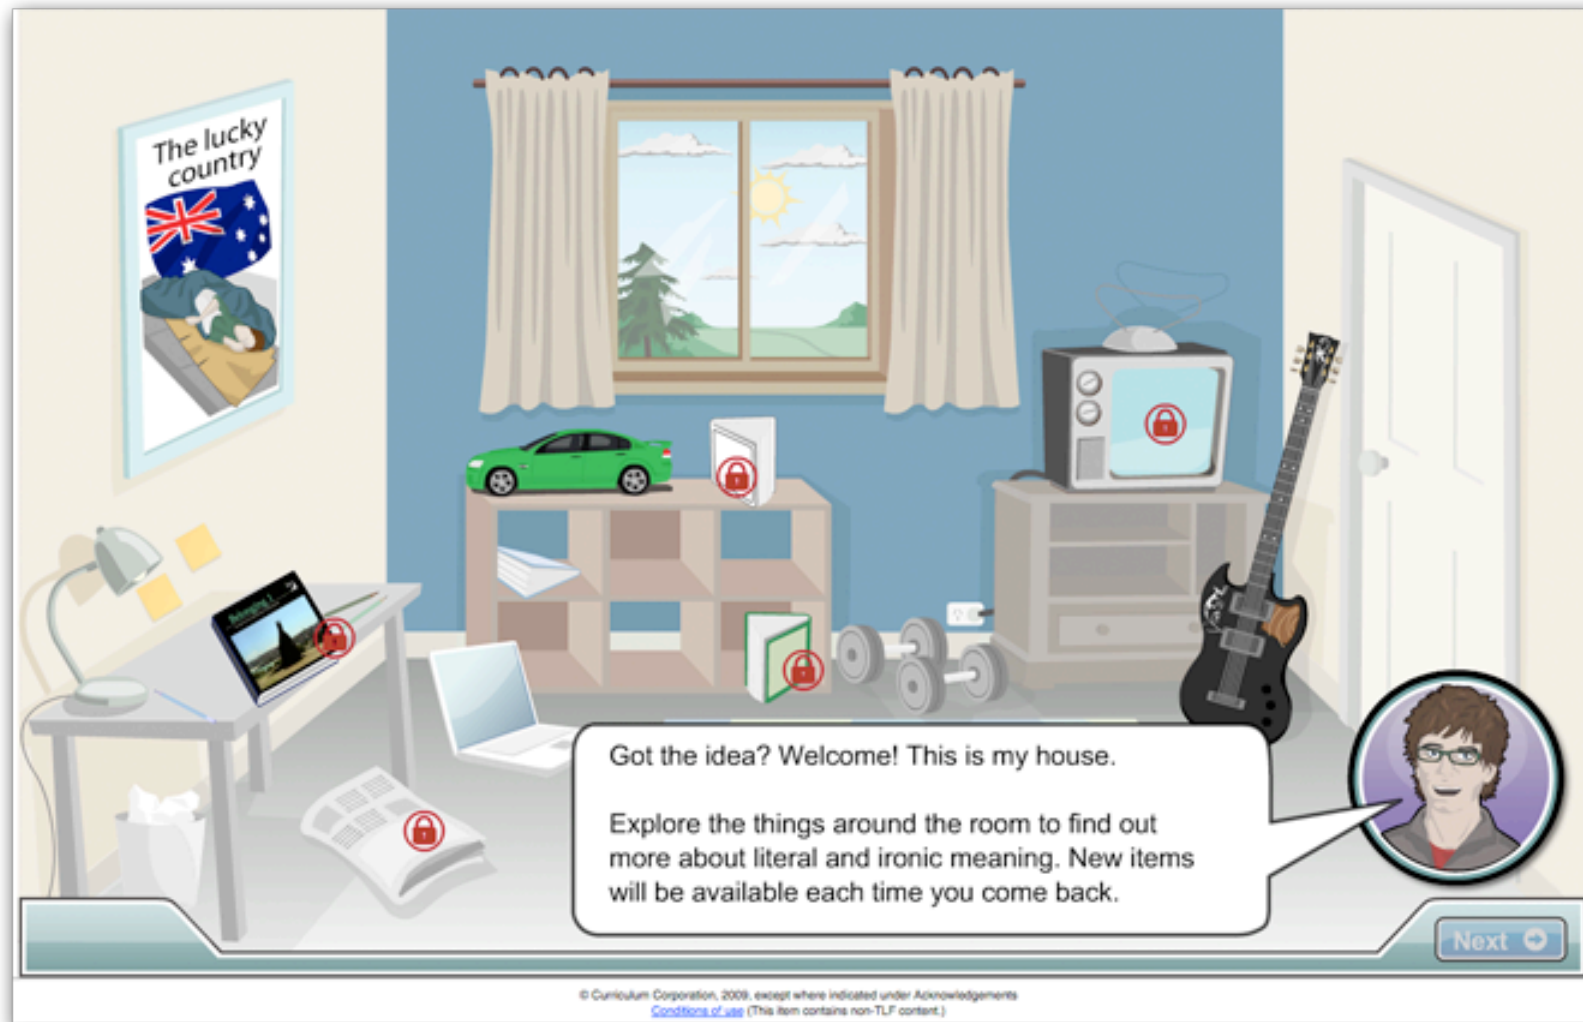 The lucky
country
Belonging 1
Got the idea? Welcome! This is my house.
Explore the things around the room to find out
more about literal and ironic meaning. New items
will be available each time you come back.
Next
© Curriculum Corporation, 2009, except where indicated under Acknowledgements
Conditions of use (This item contains non-TLF content.)